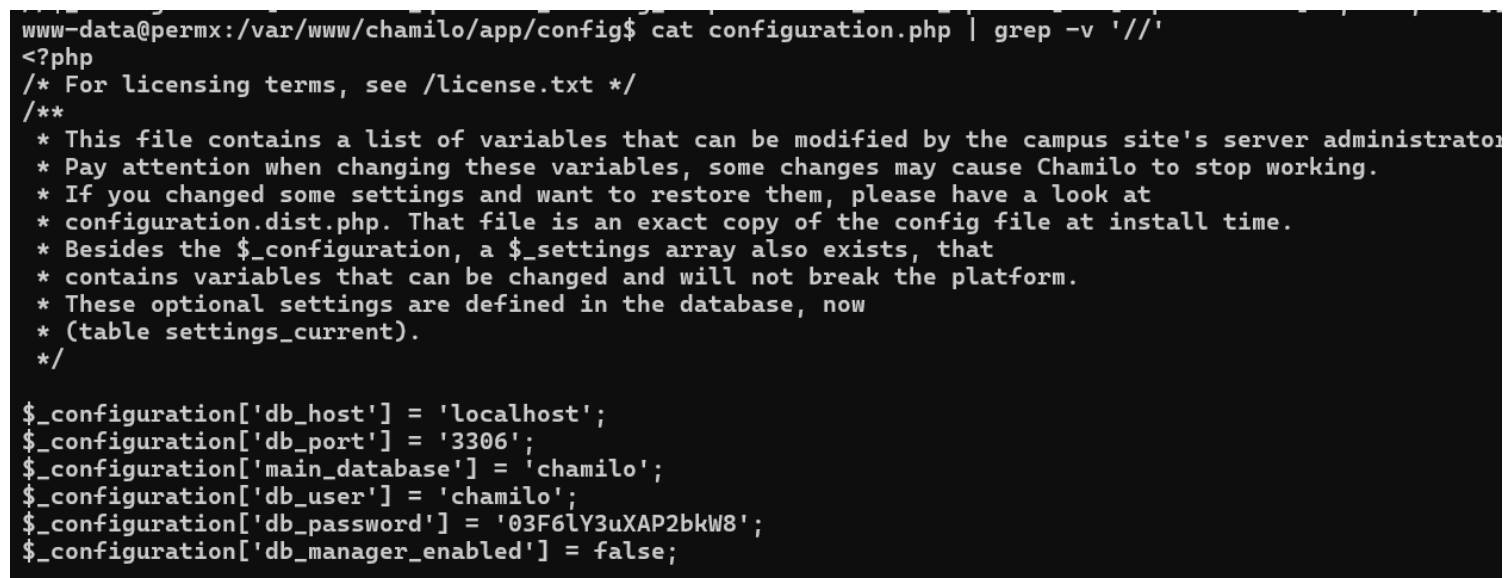 www-data@permx:/var/www/chamilo/app/config$ cat configuration.php | grep -v '//'
<?php
/* For licensing terms, see /license.txt */
/**
 * This file contains a list of variables that can be modified by the campus site's server administrator
 * Pay attention when changing these variables, some changes may cause Chamilo to stop working.
 * If you changed some settings and want to restore them, please have a look at
 * configuration.dist.php. That file is an exact copy of the config file at install time.
 * Besides the $_configuration, a $_settings array also exists, that
 * contains variables that can be changed and will not break the platform.
 * These optional settings are defined in the database, now
 * (table settings_current).
 */

$_configuration['db_host'] = 'localhost';
$_configuration['db_port'] = '3306';
$_configuration['main_database'] = 'chamilo';
$_configuration['db_user'] = 'chamilo';
$_configuration['db_password'] = '03F6lY3uXAP2bkW8';
$_configuration['db_manager_enabled'] = false;